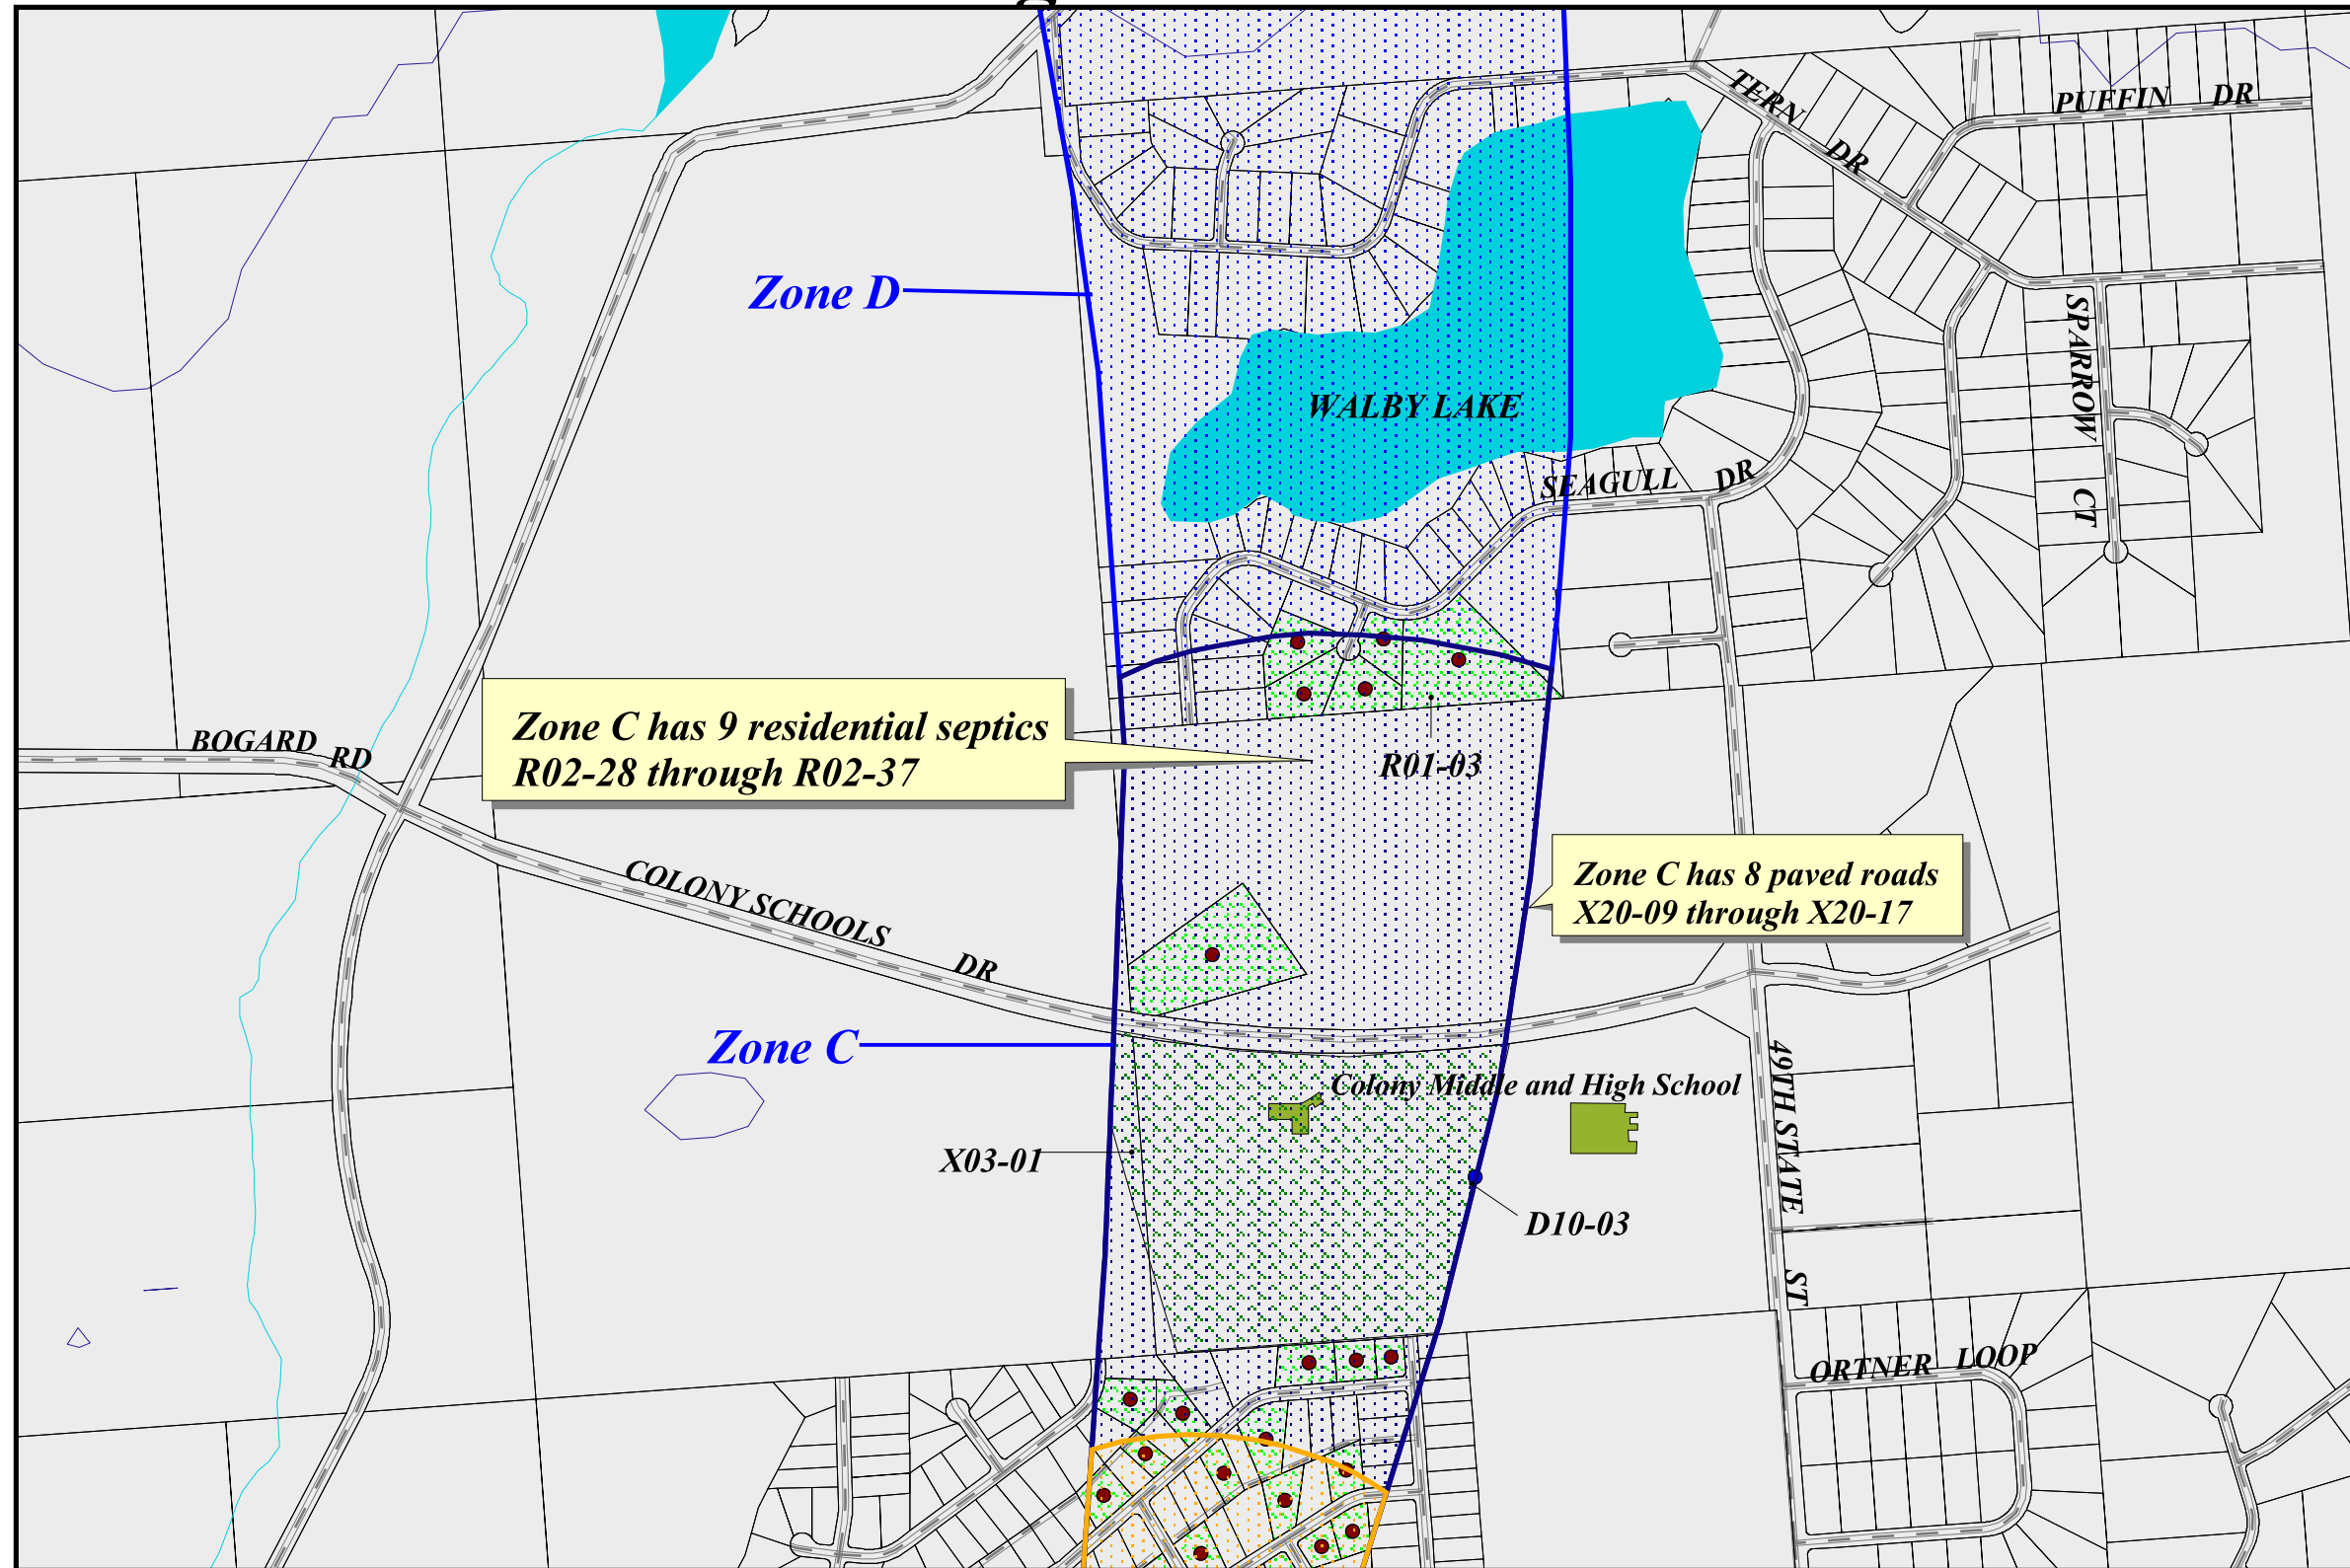 TERN DR
PUFFIN DR
Zone D
SPARROW CT
WALBY LAKE
SEAGULL DR
Zone C has 9 residential septics
R02-28 through R02-37
BOGARD RD
R01-03
Zone C has 8 paved roads
X20-09 through X20-17
COLONY SCHOOLS DR
Zone C
Colony Middle and High School
49TH STATE ST
X03-01
D10-03
ORTNER LOOP